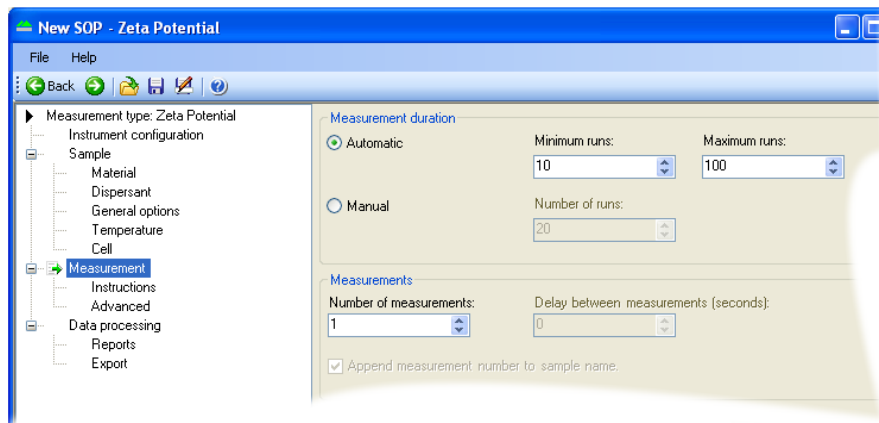 New SOP - Zeta Potential
File Help
Back
Measurement type: Zeta Potential
Instrument configuration
Sample
Material
Dispersant
General options
Temperature
Cell
Measurement
Instructions
Advanced
Data processing
Reports
Export
Measurement duration
Automatic
Minimum runs:
Maximum runs:
10
100
Manual
Number of runs:
20
Measurements
Number of measurements:
Delay between measurements (seconds):
1
0
Append measurement number to sample name.